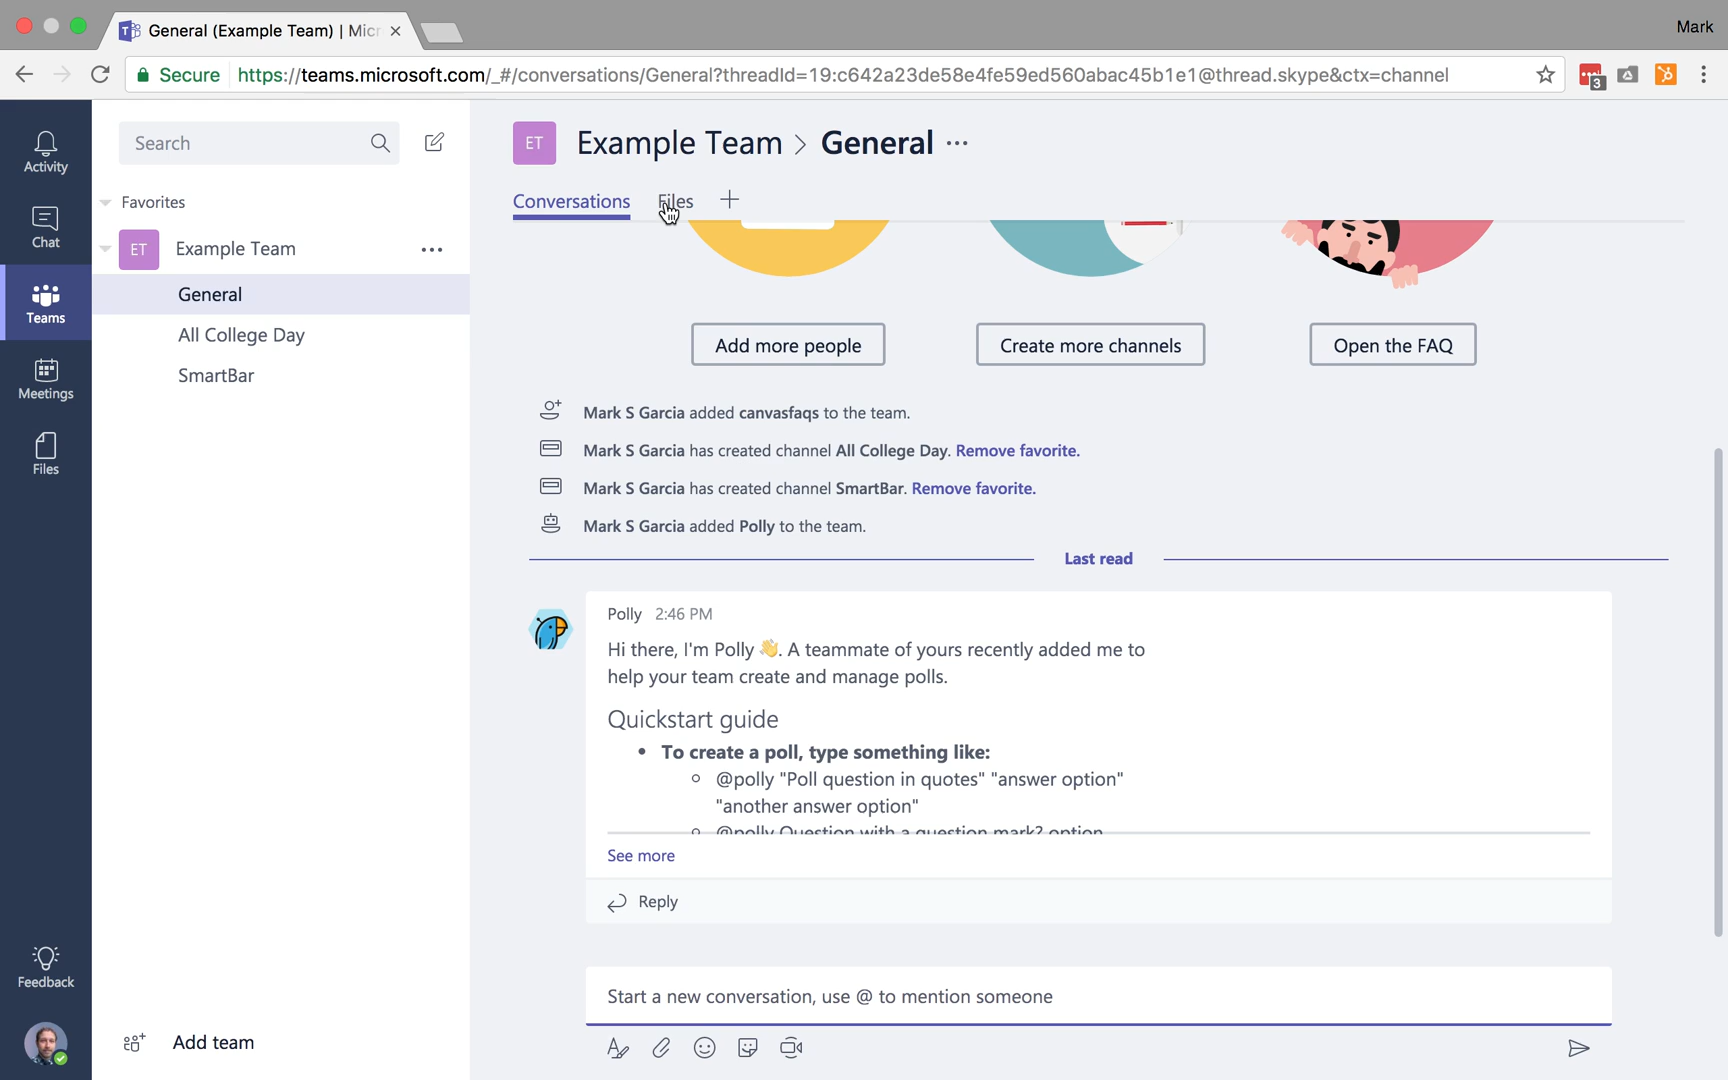 General (Example Team) | Micr
Mark
Secure https://teams.microsoft.com/_#/conversations/General?threadId=19:c642a23de58e4fe59ed560abac45b1e1@thread.skype&ctx=channel
3
Activity
Chat
Teams
Meetings
Files
Feedback
Search
Favorites
ET Example Team
General
All College Day
SmartBar
Add team
ET Example Team > General
Conversations Files
Add more people
Create more channels
Open the FAQ
Mark S Garcia added canvasfaqs to the team.
Mark S Garcia has created channel All College Day. Remove favorite.
Mark S Garcia has created channel SmartBar. Remove favorite.
Mark S Garcia added Polly to the team.
Last read
Polly 2:46 PM
Hi there, I'm Polly 👋. A teammate of yours recently added me to
help your team create and manage polls.
Quickstart guide
• To create a poll, type something like:
@polly "Poll question in quotes" "answer option"
"another answer option"
@polly Question with a question mark? option
See more
Reply
Start a new conversation, use @ to mention someone